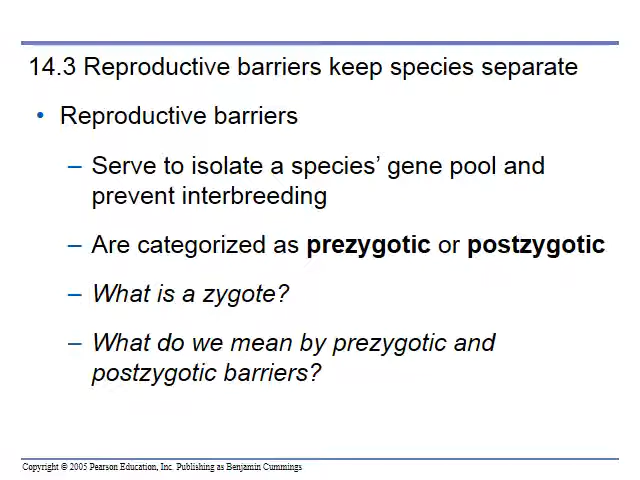 14.3 Reproductive barriers keep species separate
• Reproductive barriers
– Serve to isolate a species’ gene pool and
prevent interbreeding
– Are categorized as prezygotic or postzygotic
– What is a zygote?
– What do we mean by prezygotic and
postzygotic barriers?
Copyright © 2005 Pearson Education, Inc. Publishing as Benjamin Cummings